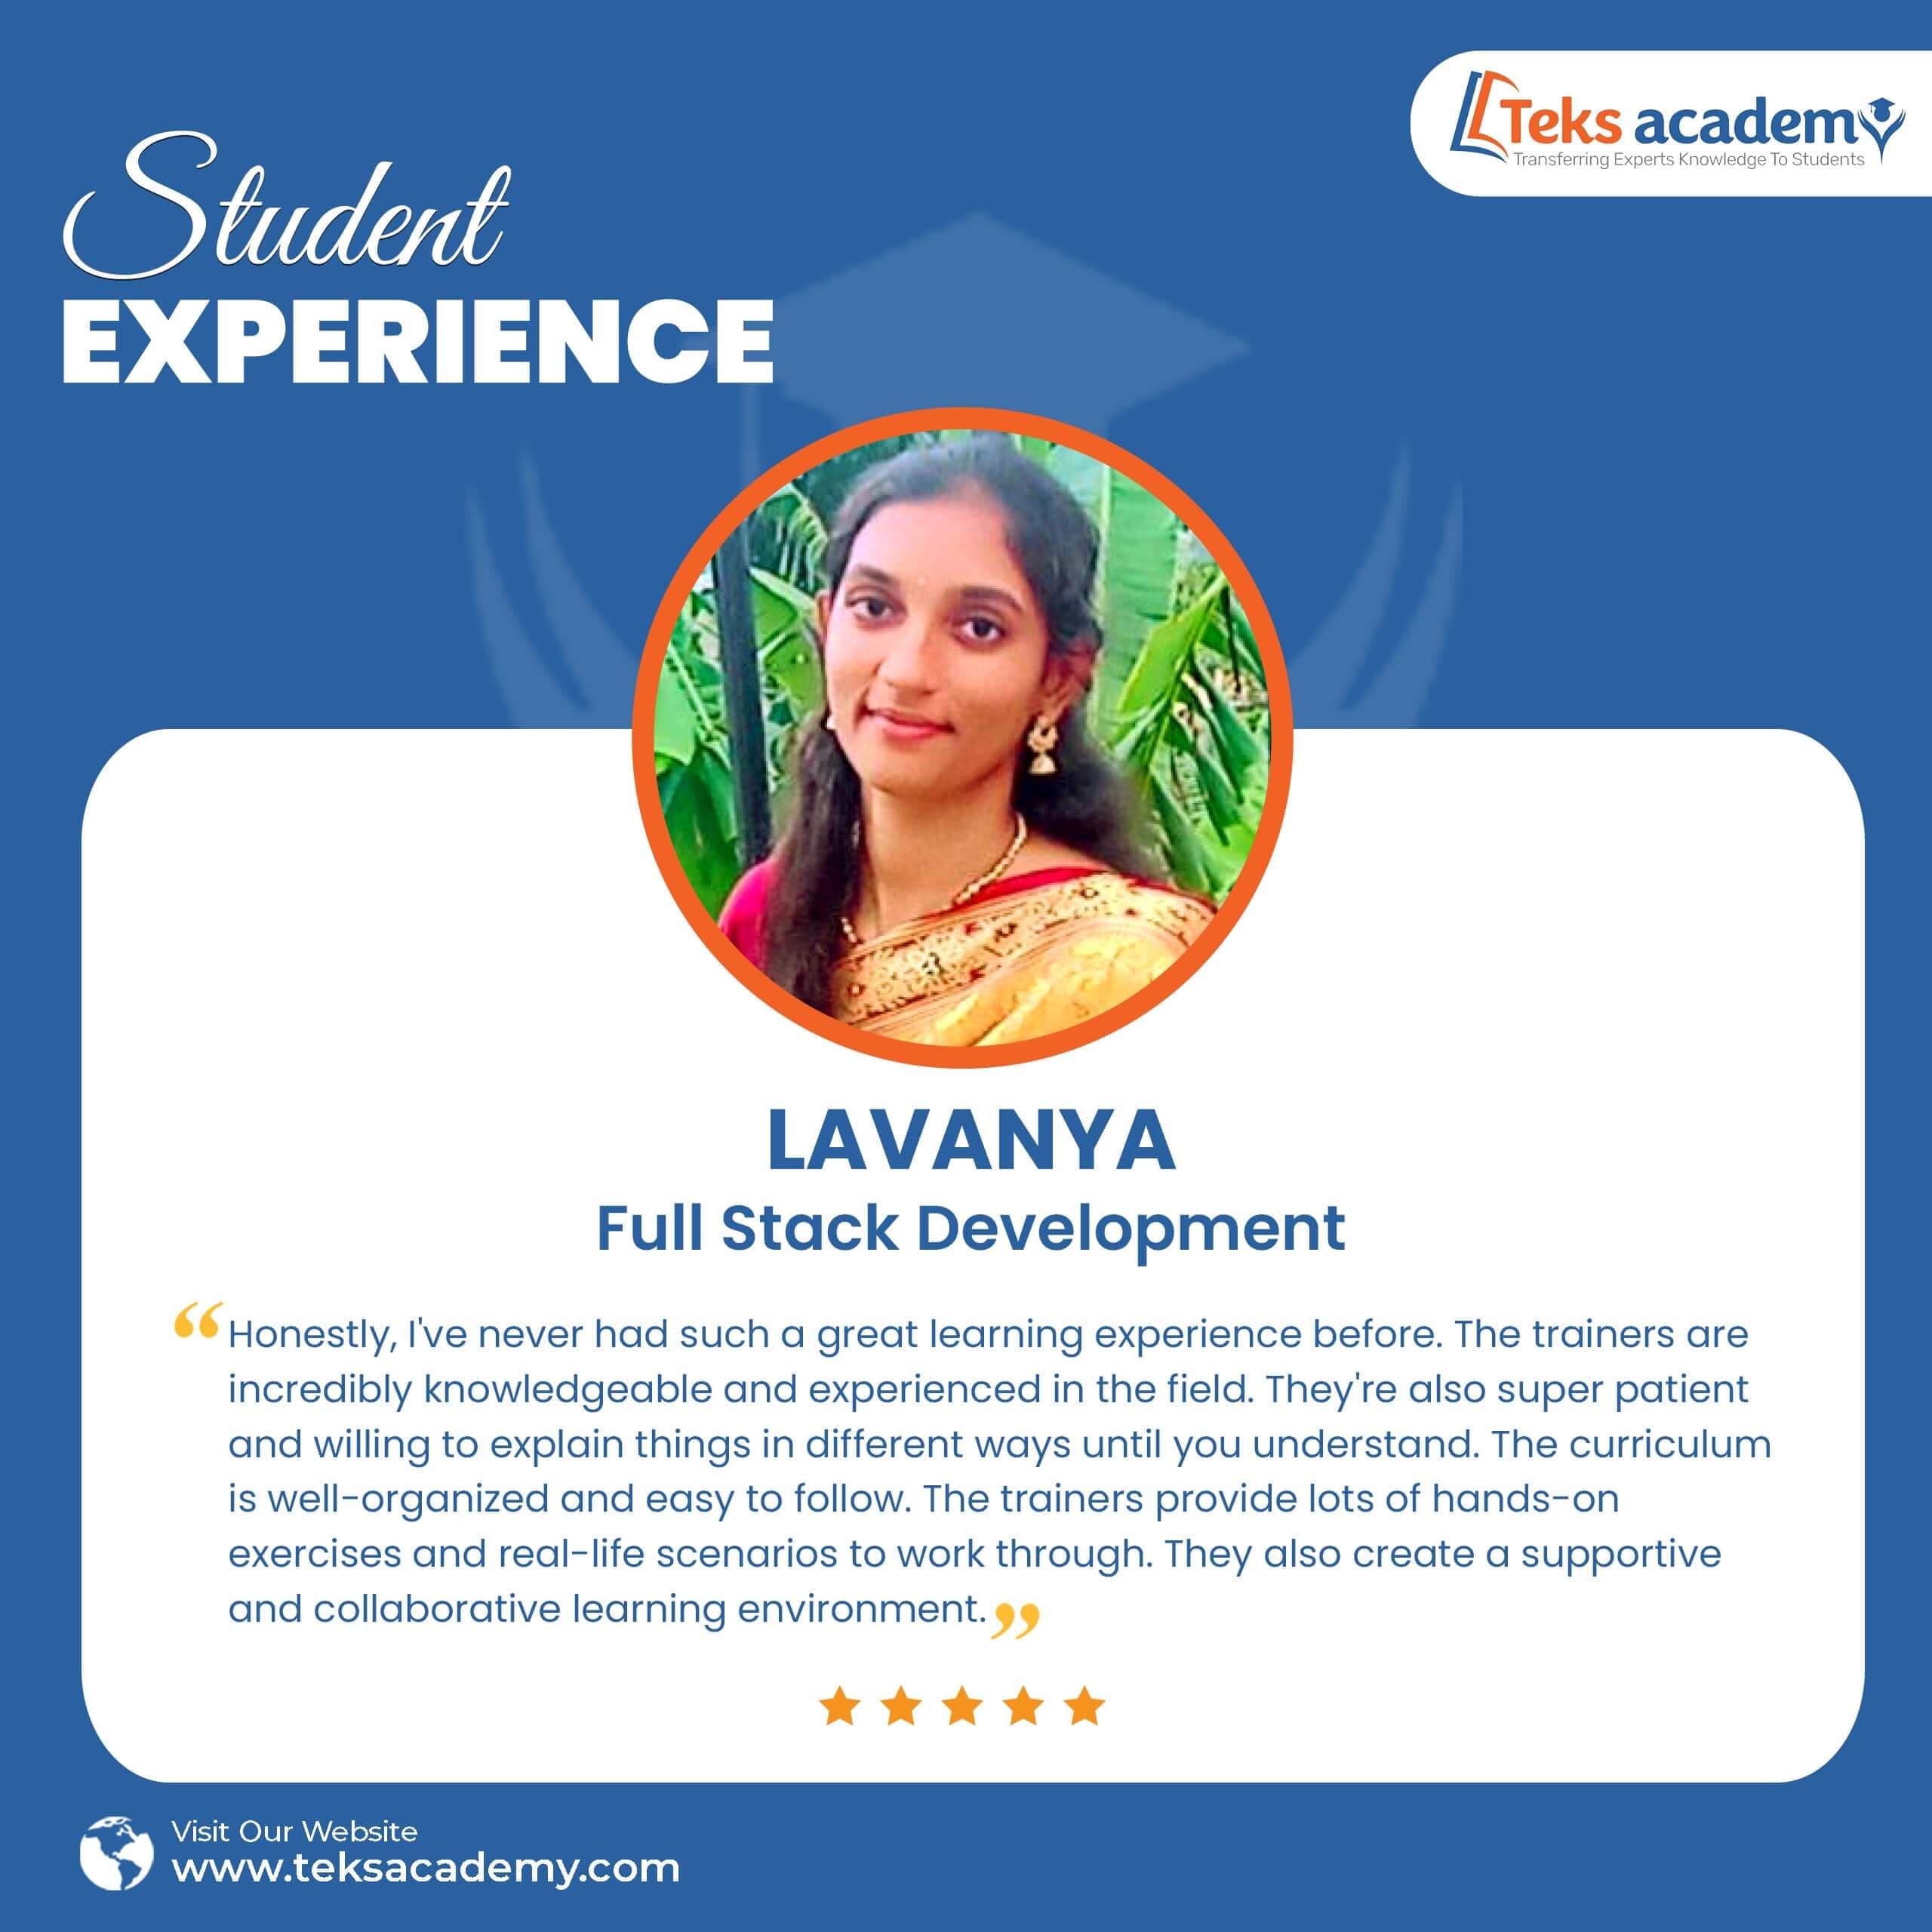 Teks academy
Transferring Experts Knowledge To Students
Student
EXPERIENCE
LAVANYA
Full Stack Development
“Honestly, I've never had such a great learning experience before. The trainers are
incredibly knowledgeable and experienced in the field. They're also super patient
and willing to explain things in different ways until you understand. The curriculum
is well-organized and easy to follow. The trainers provide lots of hands-on
exercises and real-life scenarios to work through. They also create a supportive
and collaborative learning environment.”
Visit Our Website
www.teksacademy.com